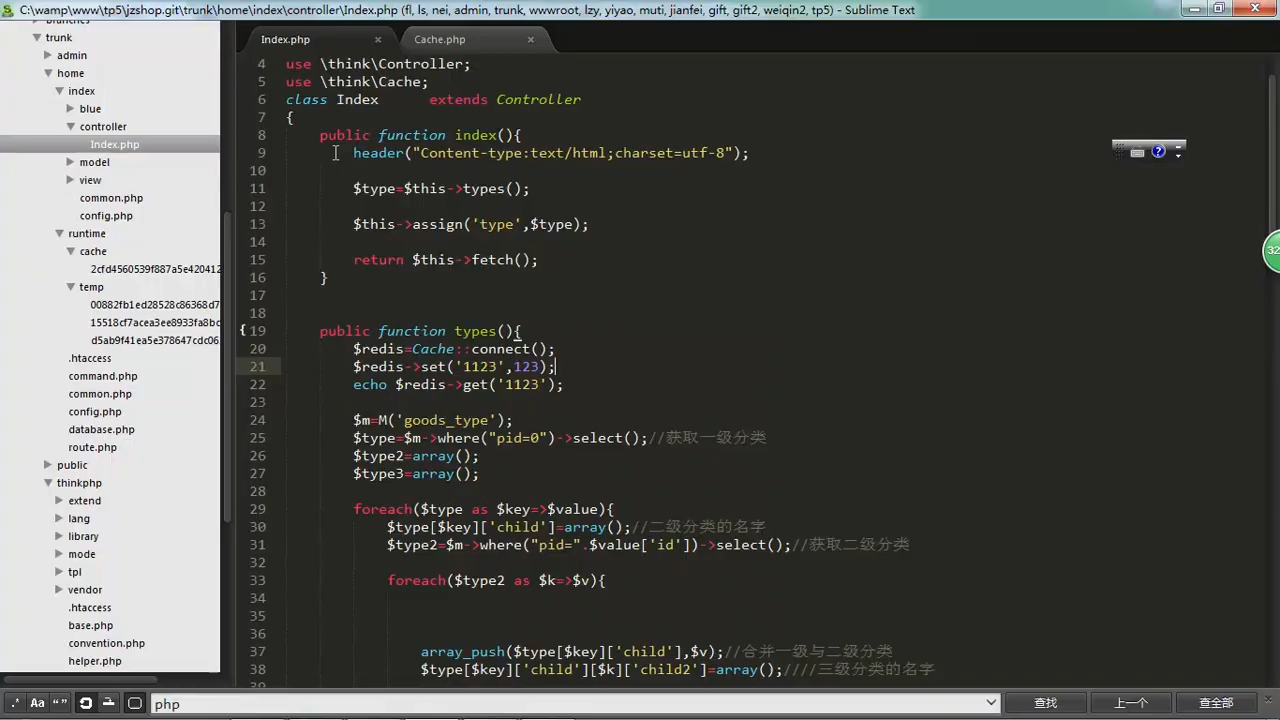 C:\wamp\www\tp5\jzshop.git\trunk\home\index\controller\Index.php (fl, ls, nei, admin, trunk, wwwroot, lzy, yiyao, muti, jianfei, gift, gift2, weiqin2, tp5) - Sublime Text
trunk
admin
home
index
blue
controller
Index.php
model
view
common.php
config.php
runtime
cache
2cfd4560539f887a5e420412
temp
00882fb1ed28528c86368d7
15518cf7acea3ee8933fa8bc
d5ab9f41e5e378647cdc06
.htaccess
command.php
common.php
config.php
database.php
route.php
public
thinkphp
extend
lang
library
mode
tpl
vendor
.htaccess
base.php
convention.php
helper.php
Index.php × Cache.php ×
4 use \think\Controller;
5 use \think\Cache;
6 class Index extends Controller
7 {
8 public function index(){
9 header("Content-type:text/html;charset=utf-8");
10
11 $type=$this->types();
12
13 $this->assign('type',$type);
14
15 return $this->fetch();
16 }
17
18
19 public function types(){
20 $redis=Cache::connect();
21 $redis->set('1123',123);
22 echo $redis->get('1123');
23
24 $m=M('goods_type');
25 $type=$m->where("pid=0")->select();//获取一级分类
26 $type2=array();
27 $type3=array();
28
29 foreach($type as $key=>$value){
30 $type[$key]['child']=array();//二级分类的名字
31 $type2=$m->where("pid=".$value['id'])->select();//获取二级分类
32
33 foreach($type2 as $k=>$v){
34
35
36
37 array_push($type[$key]['child'],$v);//合并一级与二级分类
38 $type[$key]['child'][$k]['child2']=array();////三级分类的名字
32
.* Aa “ ” php 查找 上一个 查全部